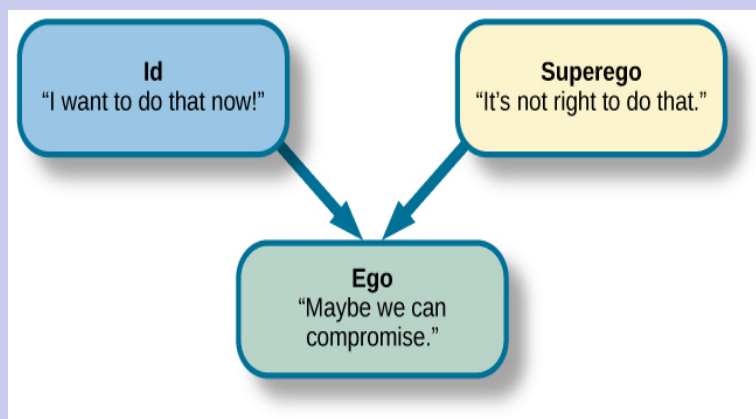 Id
“I want to do that now!”
Superego
“It’s not right to do that.”
Ego
“Maybe we can
compromise.”